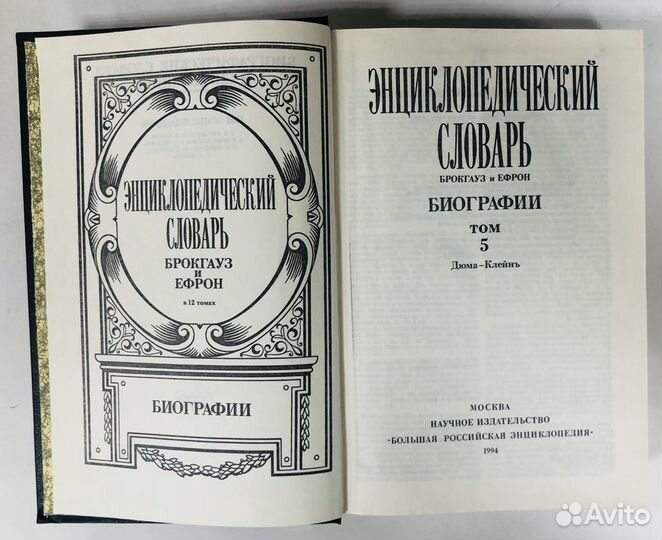 ЭНЦИКЛОПЕДИЧЕСКИЙ
СЛОВАРЬ
БРОКГАУЗ
И
ЕФРОН
в 12 томах
БИОГРАФИИ
ЭНЦИКЛОПЕДИЧЕСКИЙ
СЛОВАРЬ
БРОКГАУЗ и ЕФРОН
БИОГРАФИИ
ТОМ
5
Дюма–Клейнъ
МОСКВА
НАУЧНОЕ ИЗДАТЕЛЬСТВО
"БОЛЬШАЯ РОССИЙСКАЯ ЭНЦИКЛОПЕДИЯ"
1994
Avito